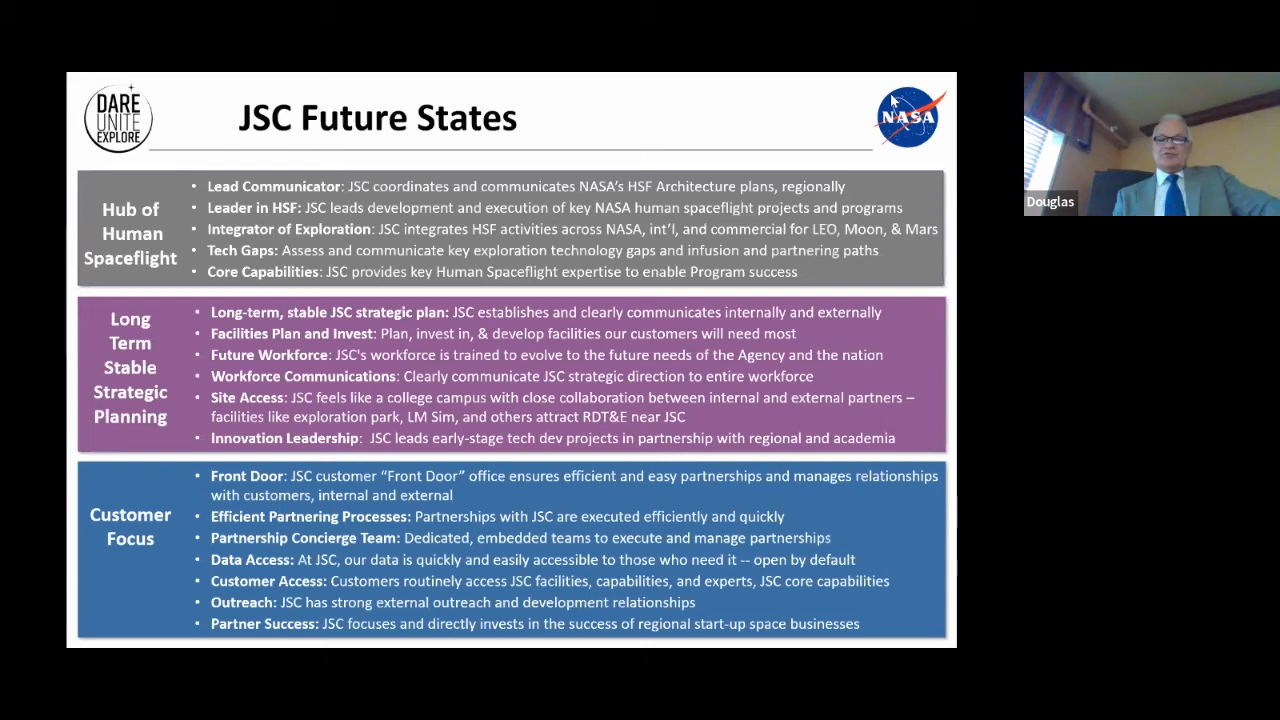 DARE
UNITE
EXPLORE
JSC Future States
NASA
Hub of
Human
Spaceflight
• Lead Communicator: JSC coordinates and communicates NASA's HSF Architecture plans, regionally
• Leader in HSF: JSC leads development and execution of key NASA human spaceflight projects and programs
• Integrator of Exploration: JSC integrates HSF activities across NASA, int'l, and commercial for LEO, Moon, & Mars
• Tech Gaps: Assess and communicate key exploration technology gaps and infusion and partnering paths
• Core Capabilities: JSC provides key Human Spaceflight expertise to enable Program success
Long
Term
Stable
Strategic
Planning
• Long-term, stable JSC strategic plan: JSC establishes and clearly communicates internally and externally
• Facilities Plan and Invest: Plan, invest in, & develop facilities our customers will need most
• Future Workforce: JSC's workforce is trained to evolve to the future needs of the Agency and the nation
• Workforce Communications: Clearly communicate JSC strategic direction to entire workforce
• Site Access: JSC feels like a college campus with close collaboration between internal and external partners –
facilities like exploration park, LM Sim, and others attract RDT&E near JSC
• Innovation Leadership: JSC leads early-stage tech dev projects in partnership with regional and academia
Customer
Focus
• Front Door: JSC customer “Front Door” office ensures efficient and easy partnerships and manages relationships
with customers, internal and external
• Efficient Partnering Processes: Partnerships with JSC are executed efficiently and quickly
• Partnership Concierge Team: Dedicated, embedded teams to execute and manage partnerships
• Data Access: At JSC, our data is quickly and easily accessible to those who need it -- open by default
• Customer Access: Customers routinely access JSC facilities, capabilities, and experts, JSC core capabilities
• Outreach: JSC has strong external outreach and development relationships
• Partner Success: JSC focuses and directly invests in the success of regional start-up space businesses
Douglas